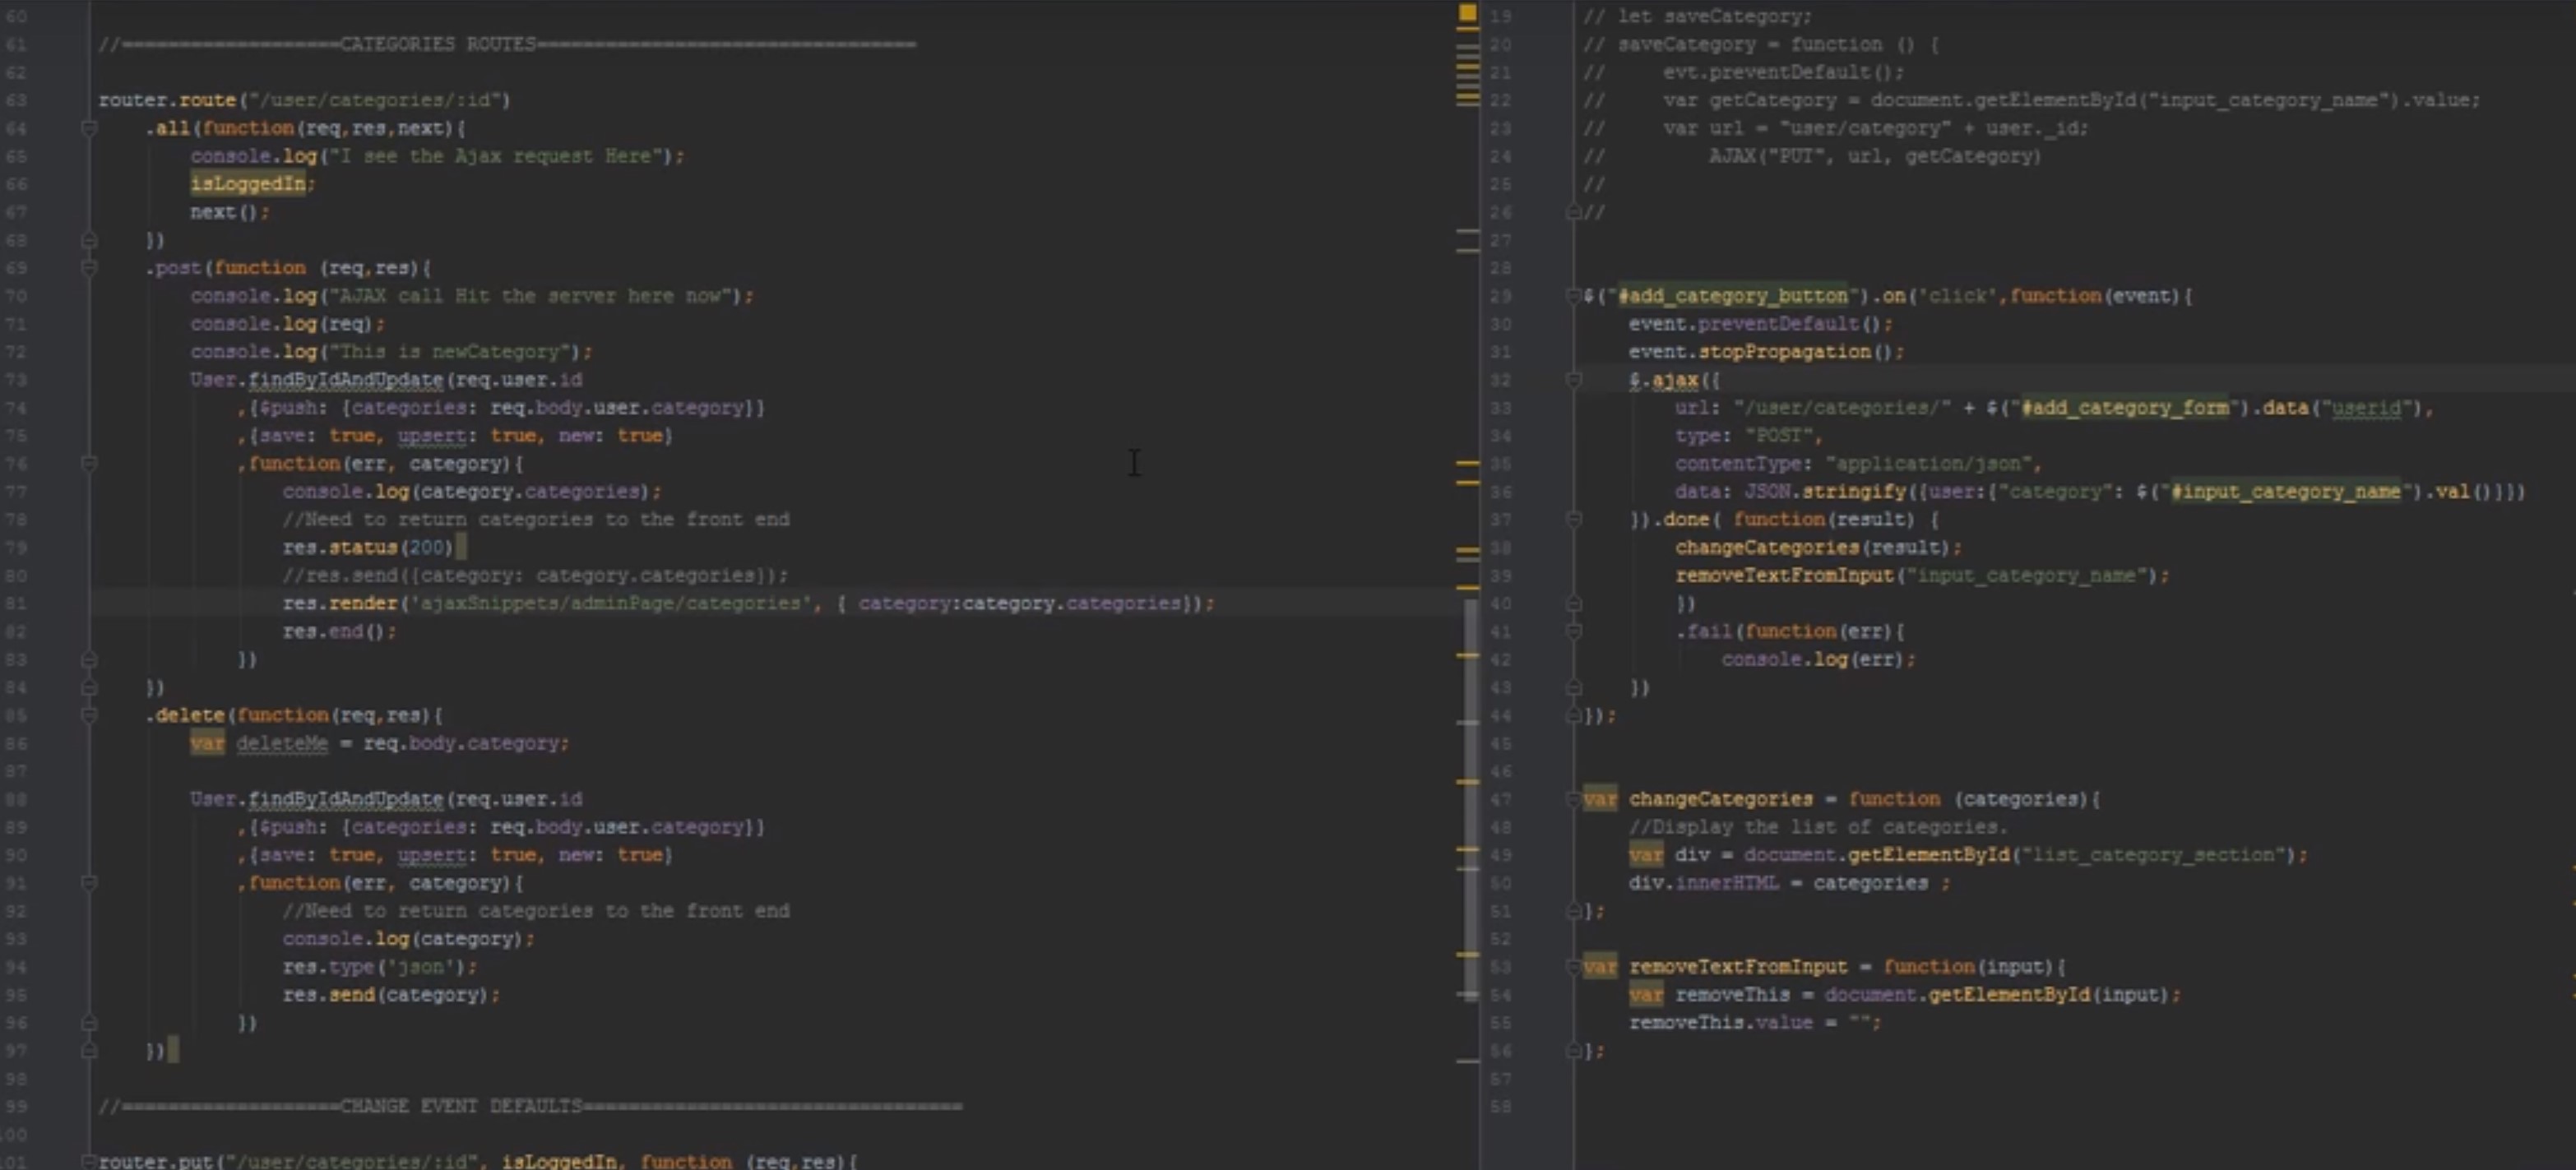 60
61 //===================CATEGORIES ROUTES=================================
62
63 router.route("/user/categories/:id")
64 .all(function(req,res,next){
65 console.log("I see the Ajax request Here");
66 isLoggedIn;
67 next();
68 })
69 .post(function (req,res){
70 console.log("AJAX call Hit the server here now");
71 console.log(req);
72 console.log("This is newCategory");
73 User.findByIdAndUpdate(req.user.id
74 ,{$push: {categories: req.body.user.category}}
75 ,{save: true, upsert: true, new: true}
76 ,function(err, category){
77 console.log(category.categories);
78 //Need to return categories to the front end
79 res.status(200)
80 //res.send({category: category.categories});
81 res.render('ajaxSnippets/adminPage/categories', { category:category.categories});
82 res.end();
83 })
84 })
85 .delete(function(req,res){
86 var deleteMe = req.body.category;
87
88 User.findByIdAndUpdate(req.user.id
89 ,{$push: {categories: req.body.user.category}}
90 ,{save: true, upsert: true, new: true}
91 ,function(err, category){
92 //Need to return categories to the front end
93 console.log(category);
94 res.type('json');
95 res.send(category);
96 })
97 })
98
99 //===================CHANGE EVENT DEFAULTS=================================
100
101 router.put("/user/categories/:id", isLoggedIn, function (req,res){
19 // let saveCategory;
20 // saveCategory = function () {
21 // evt.preventDefault();
22 // var getCategory = document.getElementById("input_category_name").value;
23 // var url = "user/category" + user._id;
24 // AJAX("PUT", url, getCategory)
25 //
26 //
27
28
29 $("#add_category_button").on('click',function(event){
30 event.preventDefault();
31 event.stopPropagation();
32 $.ajax({
33 url: "/user/categories/" + $("#add_category_form").data("userid"),
34 type: "POST",
35 contentType: "application/json",
36 data: JSON.stringify({user:{"category": $("#input_category_name").val()}})
37 }).done( function(result) {
38 changeCategories(result);
39 removeTextFromInput("input_category_name");
40 })
41 .fail(function(err){
42 console.log(err);
43 })
44 });
45
46
47 var changeCategories = function (categories){
48 //Display the list of categories.
49 var div = document.getElementById("list_category_section");
50 div.innerHTML = categories ;
51 };
52
53 var removeTextFromInput = function(input){
54 var removeThis = document.getElementById(input);
55 removeThis.value = "";
56 };
57
58